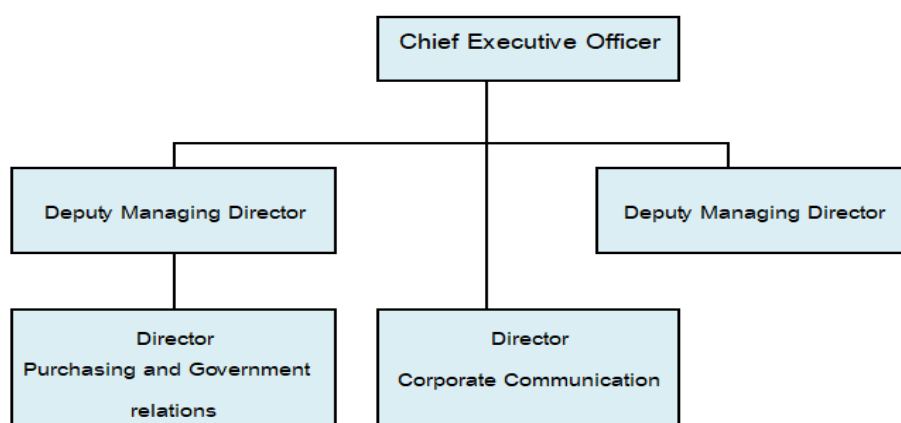 Chief Executive Officer
Deputy Managing Director
Deputy Managing Director
Director
Purchasing and Government
relations
Director
Corporate Communication